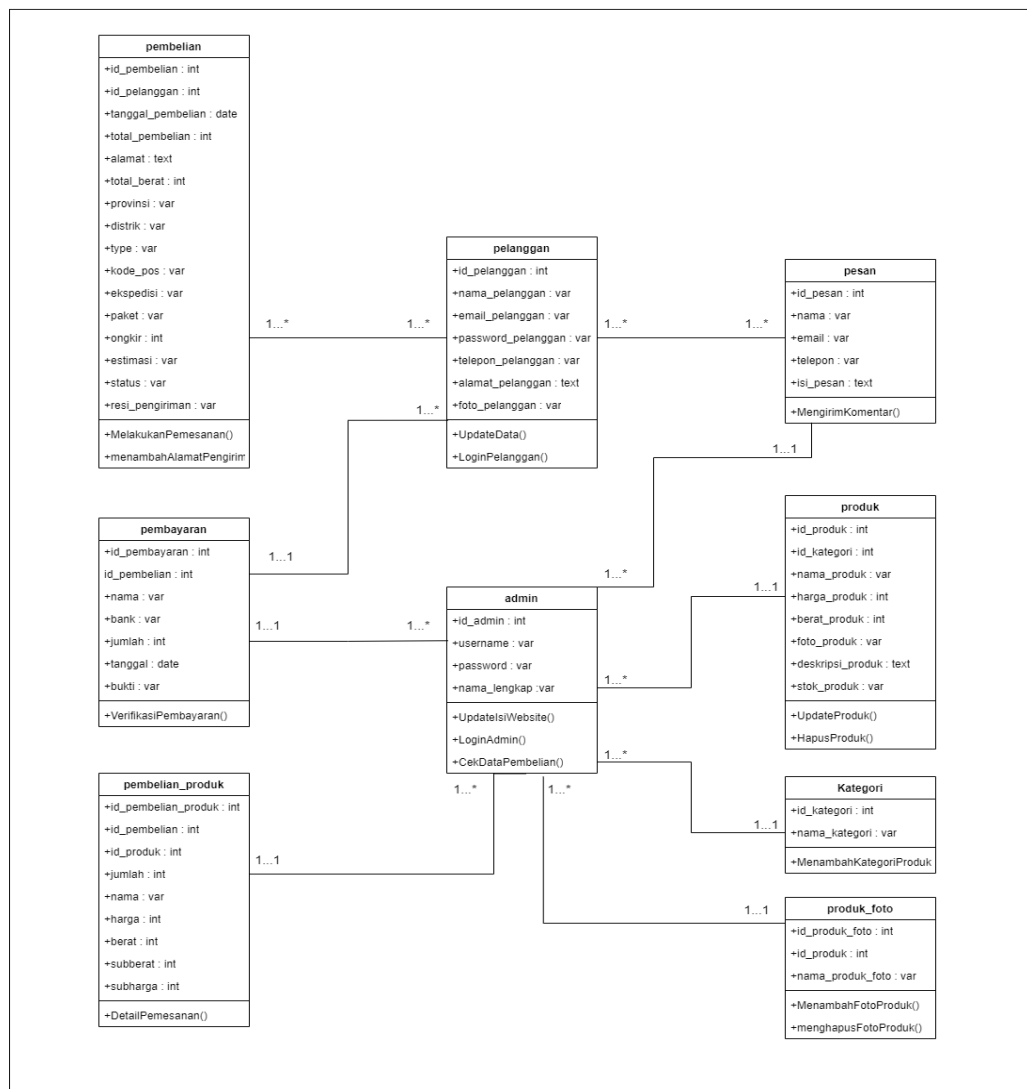 pembelian
+id_pembelian : int
+id_pelanggan : int
+tanggal_pembelian : date
+total_pembelian : int
+alamat : text
+total_berat : int
+provinsi : var
+distrik : var
+type : var
+kode_pos : var
+ekspedisi : var
+paket : var
+ongkir : int
+estimasi : var
+status : var
+resi_pengiriman : var
+MelakukanPemesanan()
+menambahAlamatPengirim
1...*
1...*
pelanggan
+id_pelanggan : int
+nama_pelanggan : var
+email_pelanggan : var
+password_pelanggan : var
+telepon_pelanggan : var
+alamat_pelanggan : text
+foto_pelanggan : var
+UpdateData()
+LoginPelanggan()
1...*
1...*
pesan
+id_pesan : int
+nama : var
+email : var
+telepon : var
+isi_pesan : text
+MengirimKomentar()
1...*
1...1
pembayaran
+id_pembayaran : int
id_pembelian : int
+nama : var
+bank : var
+jumlah : int
+tanggal : date
+bukti : var
+VerifikasiPembayaran()
1...1
1...1
1...*
1...*
admin
+id_admin : int
+username : var
+password : var
+nama_lengkap :var
+UpdateIsiWebsite()
+LoginAdmin()
+CekDataPembelian()
1...1
1...*
produk
+id_produk : int
+id_kategori : int
+nama_produk : var
+harga_produk : int
+berat_produk : int
+foto_produk : var
+deskripsi_produk : text
+stok_produk : var
+UpdateProduk()
+HapusProduk()
1...*
1...*
1...*
1...1
pembelian_produk
+id_pembelian_produk : int
+id_pembelian : int
+id_produk : int
+jumlah : int
+nama : var
+harga : int
+berat : int
+subberat : int
+subharga : int
+DetailPemesanan()
1...1
Kategori
+id_kategori : int
+nama_kategori : var
+MenambahKategoriProduk
1...1
produk_foto
+id_produk_foto : int
+id_produk : int
+nama_produk_foto : var
+MenambahFotoProduk()
+menghapusFotoProduk()